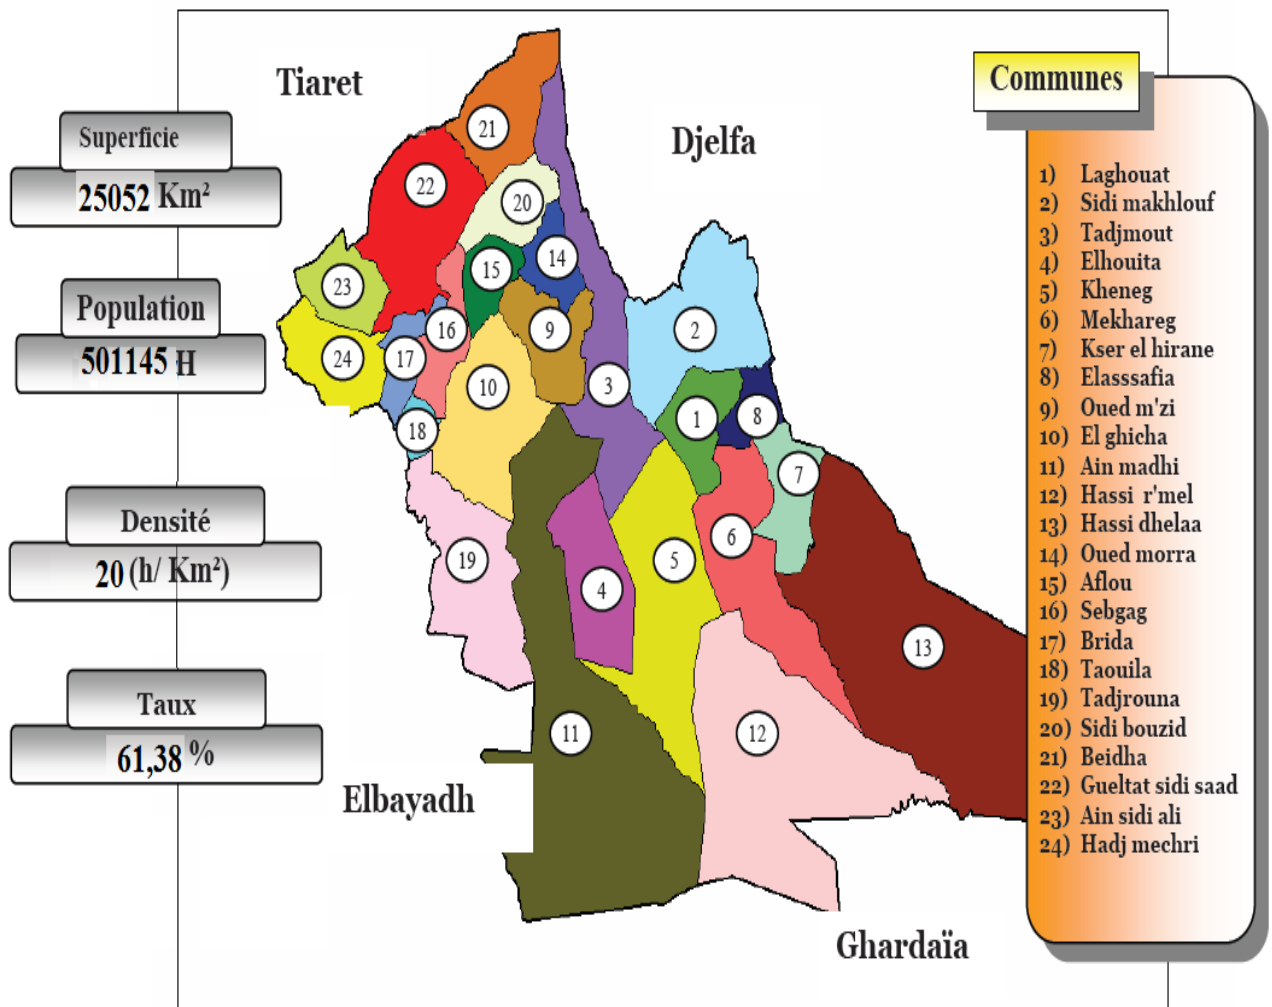 Tiaret
Djelfa
Elbayadh
Ghardaïa
Superficie
25052 Km²
Population
501145 H
Densité
20 (h/ Km²)
Taux
61,38 %
21
22
20
14
15
23
16
9
2
24
17
10
3
1
8
18
7
6
19
5
4
13
11
12
Communes
1) Laghouat
2) Sidi makhlouf
3) Tadjmout
4) Elhouita
5) Kheneg
6) Mekhareg
7) Kser el hirane
8) Elasssafia
9) Oued m'zi
10) El ghicha
11) Ain madhi
12) Hassi r'mel
13) Hassi dhelaa
14) Oued morra
15) Aflou
16) Sebgag
17) Brida
18) Taouila
19) Tadjrouna
20) Sidi bouzid
21) Beidha
22) Gueltat sidi saad
23) Ain sidi ali
24) Hadj mechri